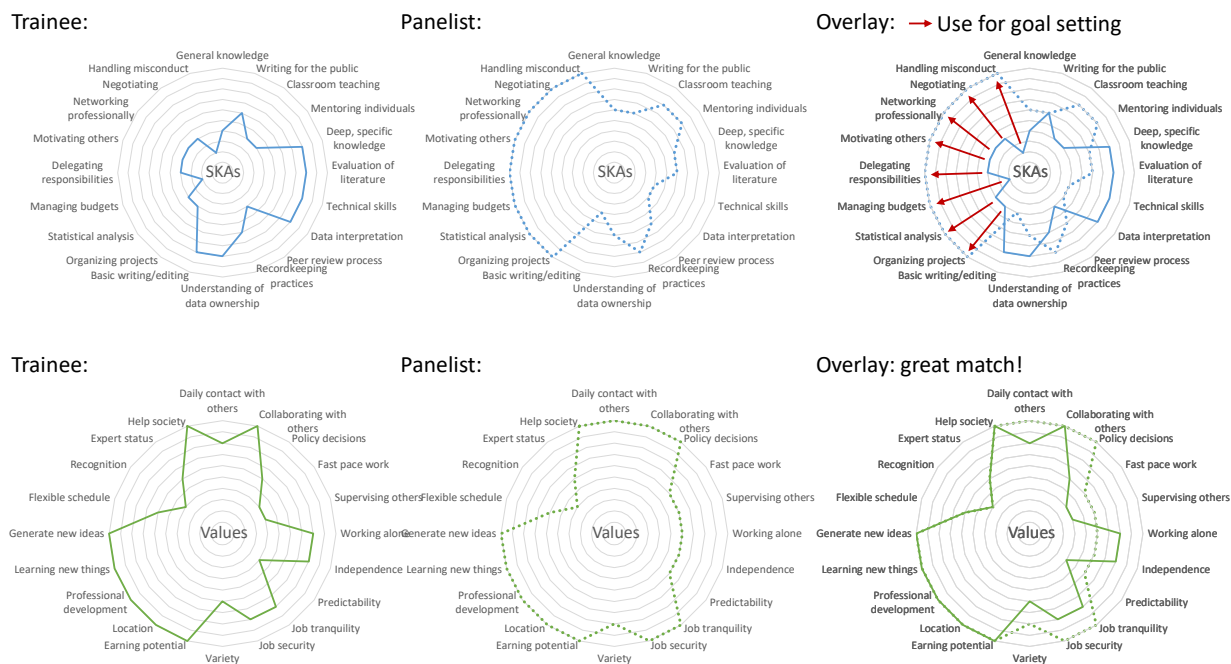 Trainee:
General knowledge
Writing for the public
Classroom teaching
Mentoring individuals
Deep, specific
knowledge
Evaluation of
literature
Technical skills
Data interpretation
Peer review process
Recordkeeping
practices
Understanding of
data ownership
Basic writing/editing
Organizing projects
Statistical analysis
Managing budgets
Delegating
responsibilities
Motivating others
Networking
professionally
Negotiating
Handling misconduct
SKAs
Panelist:
General knowledge
Writing for the public
Classroom teaching
Mentoring individuals
Deep, specific
knowledge
Evaluation of
literature
Technical skills
Data interpretation
Peer review process
Recordkeeping
practices
Understanding of
data ownership
Basic writing/editing
Organizing projects
Statistical analysis
Managing budgets
Delegating
responsibilities
Motivating others
Networking
professionally
Negotiating
Handling misconduct
SKAs
Overlay: Use for goal setting
General knowledge
Writing for the public
Classroom teaching
Mentoring individuals
Deep, specific
knowledge
Evaluation of
literature
Technical skills
Data interpretation
Peer review process
Recordkeeping
practices
Understanding of
data ownership
Basic writing/editing
Organizing projects
Statistical analysis
Managing budgets
Delegating
responsibilities
Motivating others
Networking
professionally
Negotiating
Handling misconduct
SKAs
Trainee:
Daily contact with
others
Collaborating with
others
Policy decisions
Fast pace work
Supervising others
Working alone
Independence
Predictability
Job tranquility
Job security
Variety
Earning potential
Location
Professional
development
Learning new things
Generate new ideas
Flexible schedule
Recognition
Expert status
Help society
Values
Panelist:
Daily contact with
others
Collaborating with
others
Policy decisions
Fast pace work
Supervising others
Working alone
Independence
Predictability
Job tranquility
Job security
Variety
Earning potential
Location
Professional
development
Learning new things
Generate new ideas
Flexible schedule
Recognition
Expert status
Help society
Values
Overlay: great match!
Daily contact with
others
Collaborating with
others
Policy decisions
Fast pace work
Supervising others
Working alone
Independence
Predictability
Job tranquility
Job security
Variety
Earning potential
Location
Professional
development
Learning new things
Generate new ideas
Flexible schedule
Recognition
Expert status
Help society
Values